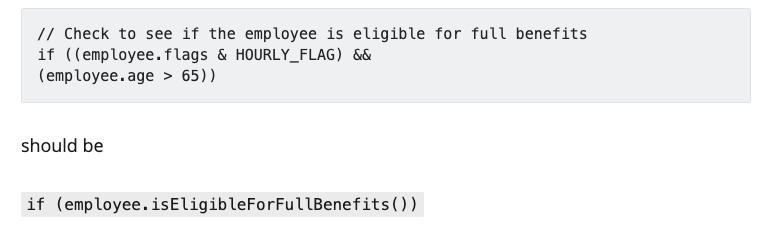 // Check to see if the employee is eligible for full benefits
if ((employee.flags & HOURLY_FLAG) &&
(employee.age > 65))
should be
if (employee.isEligibleForFullBenefits())